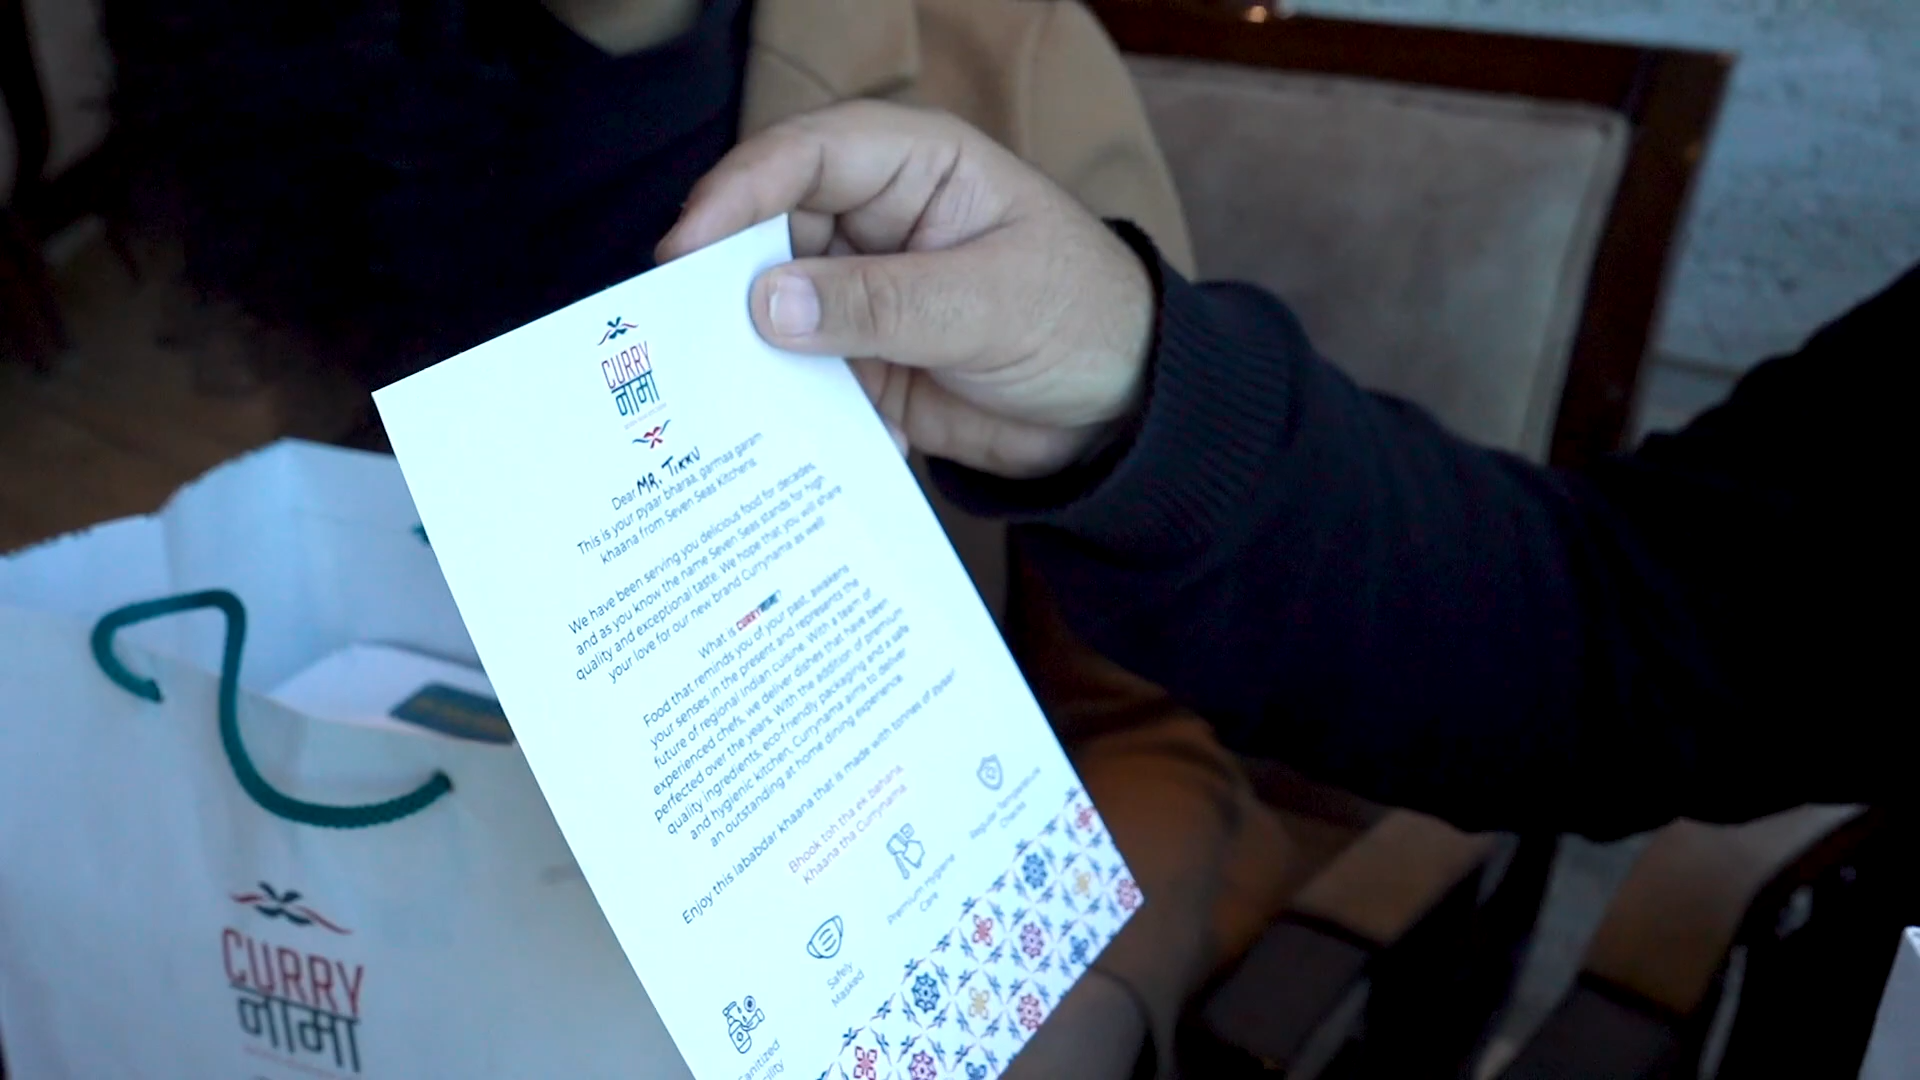 CURRY
नामा
Dear MR. TIKKU
This is your pyaar bharaa, garmaa garam
khaana from Seven Seas Kitchens.
We have been serving you delicious food for decades,
and as you know the name Seven Seas stands for high
quality and exceptional taste. We hope that you will share
your love for our new brand Currynama as well!
What is CURRYनामा?
Food that reminds you of your past, awakens
your senses in the present and represents the
future of regional Indian cuisine. With a team of
experienced chefs, we deliver dishes that have been
perfected over the years. With the addition of premium
quality ingredients, eco-friendly packaging and a safe
and hygienic kitchen, Currynama aims to deliver
an outstanding at home dining experience.
Enjoy this lababdar khaana that is made with tonnes of pyaar!
Bhook toh tha ek bahana,
Khaana tha Currynama
Regular Temperature
Checks
Premium Hygiene
Care
Safely
Masked
CURRY
नामा